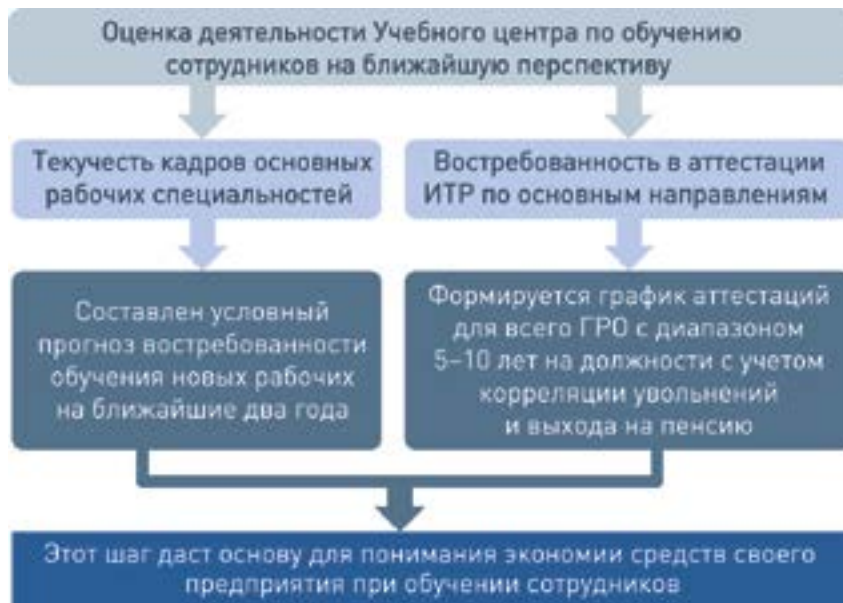 Оценка деятельности Учебного центра по обучению
сотрудников на ближайшую перспективу
Текучесть кадров основных
рабочих специальностей
Востребованность в аттестации
ИТР по основным направлениям
Составлен условный
прогноз востребованности
обучения новых рабочих
на ближайшие два года
Формируется график аттестаций
для всего ГРО с диапазоном
5–10 лет на должности с учетом
корреляции увольнений
и выхода на пенсию
Этот шаг даст основу для понимания экономии средств своего
предприятия при обучении сотрудников